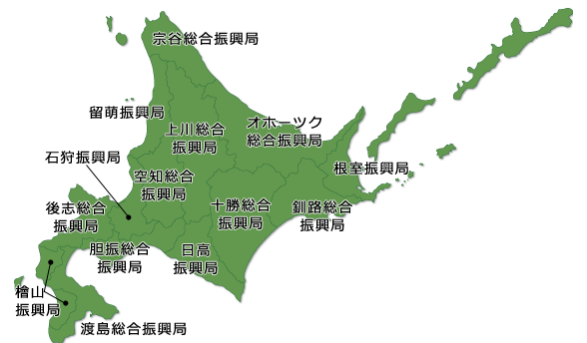 宗谷総合振興局
留萌振興局
上川総合
振興局
オホーツク
総合振興局
石狩振興局
空知総合
振興局
根室振興局
後志総合
振興局
十勝総合
振興局
釧路総合
振興局
胆振総合
振興局
日高
振興局
檜山
振興局
渡島総合振興局